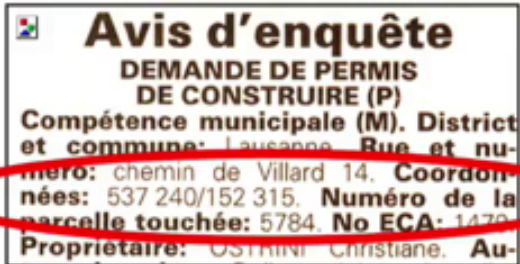 Avis d'enquête
DEMANDE DE PERMIS
DE CONSTRUIRE (P)
Compétence municipale (M). District
et commune: Lausanne. Rue et nu-
méro: chemin de Villard 14. Coordon-
nées: 537 240/152 315. Numéro de la
parcelle touchée: 5784. No ECA: 1479.
Propriétaire: OSTRINI Christiane. Au-